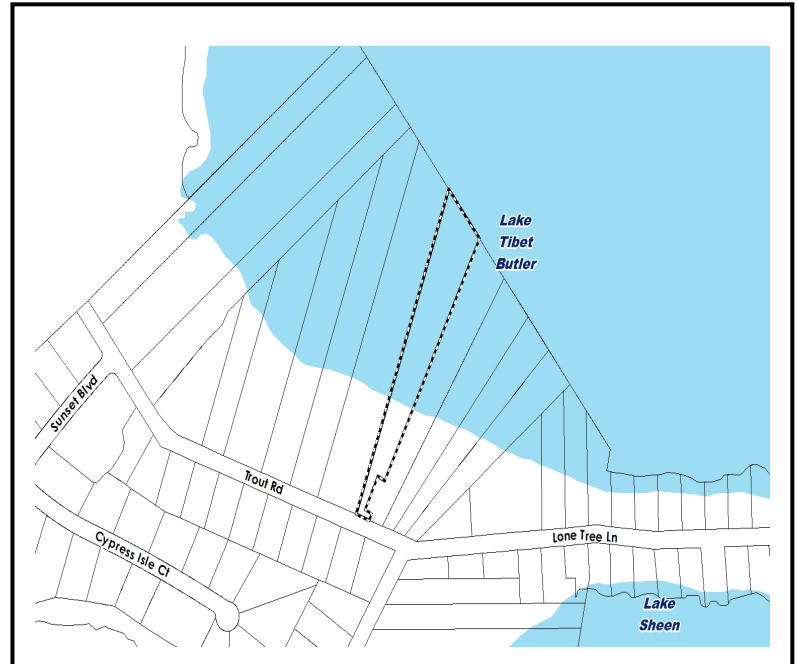 Lake
Tibet
Butler
Sunset Blvd
Trout Rd
Cypress Isle Ct
Lone Tree Ln
Lake
Sheen